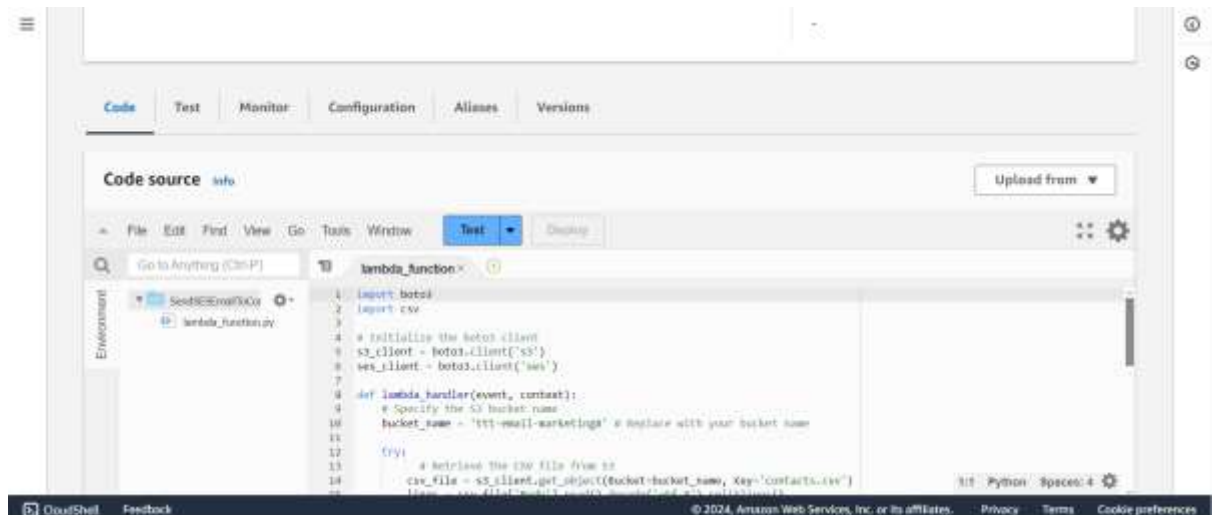 Code Test Monitor Configuration Aliases Versions
Code source Info
Upload from
File Edit Find View Go Tools Window Test Deploy
Go to Anything (Ctrl-P)
lambda_function
Environment
lambda_function.py
1 import boto3
2 import csv
3
4 # Initialize the boto3 client
5 s3_client = boto3.client('s3')
6 ses_client = boto3.client('ses')
7
8 def lambda_handler(event, context):
9 # Specify the S3 bucket name
10 bucket_name = # Replace with your bucket name
11
12 try:
13 # Retrieve the CSV file from S3
14 csv_file = s3_client.get_object(Bucket=bucket_name, Key='contacts.csv')
1:1 Python Spaces: 4
CloudShell Feedback © 2024, Amazon Web Services, Inc. or its affiliates. Privacy Terms Cookie preferences